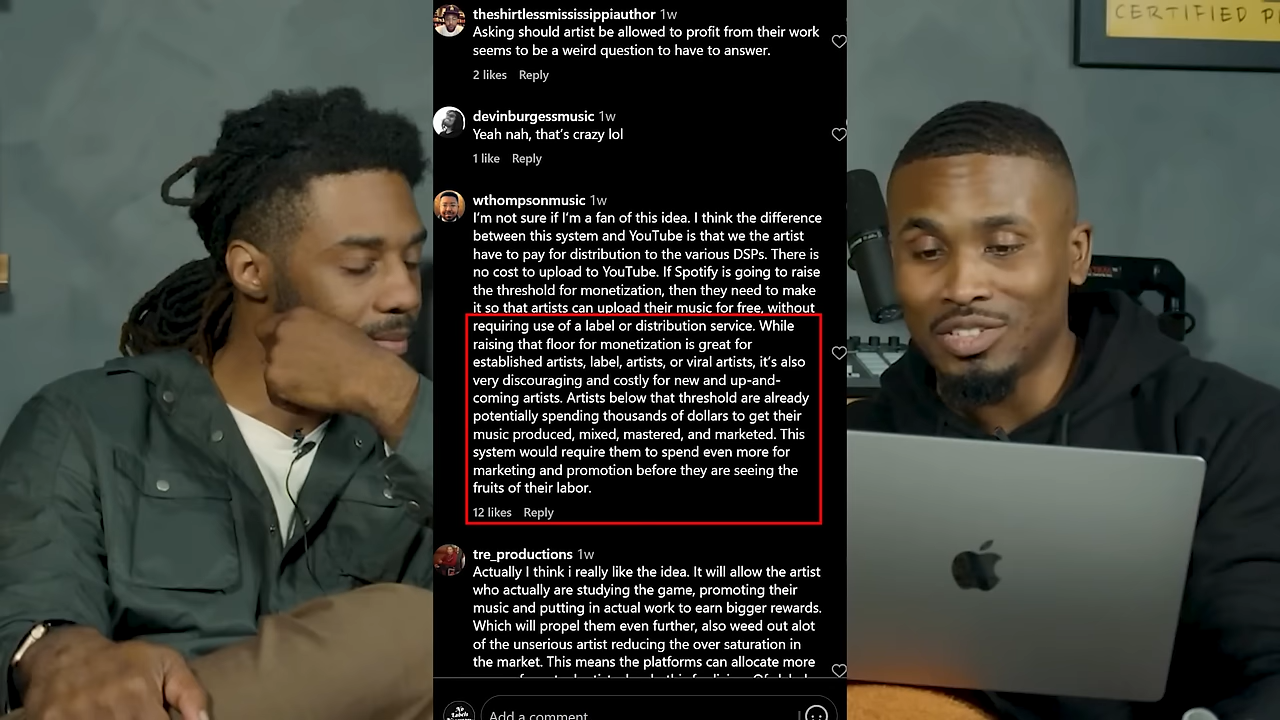 CERTIFIED P
theshirtlessmississippiauthor 1w
Asking should artist be allowed to profit from their work
seems to be a weird question to have to answer.
2 likes Reply
devinburgessmusic 1w
Yeah nah, that's crazy lol
1 like Reply
wthompsonmusic 1w
I'm not sure if I'm a fan of this idea. I think the difference
between this system and YouTube is that we the artist
have to pay for distribution to the various DSPs. There is
no cost to upload to YouTube. If Spotify is going to raise
the threshold for monetization, then they need to make
it so that artists can upload their music for free, without
requiring use of a label or distribution service. While
raising that floor for monetization is great for
established artists, label, artists, or viral artists, it's also
very discouraging and costly for new and up-and-
coming artists. Artists below that threshold are already
potentially spending thousands of dollars to get their
music produced, mixed, mastered, and marketed. This
system would require them to spend even more for
marketing and promotion before they are seeing the
fruits of their labor.
12 likes Reply
tre_productions 1w
Actually I think i really like the idea. It will allow the artist
who actually are studying the game, promoting their
music and putting in actual work to earn bigger rewards.
Which will propel them even further, also weed out alot
of the unserious artist reducing the over saturation in
the market. This means the platforms can allocate more
Add a comment